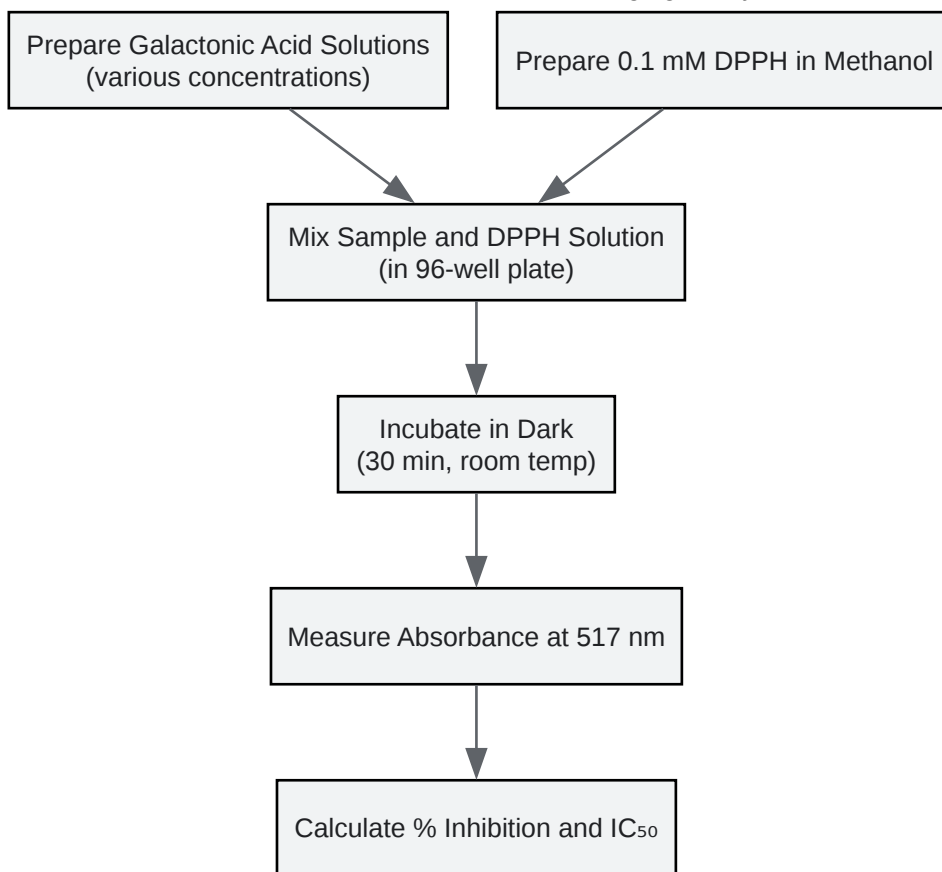 Prepare Galactonic Acid Solutions
(various concentrations)
Prepare 0.1 mM DPPH in Methanol
Mix Sample and DPPH Solution
(in 96-well plate)
Incubate in Dark
(30 min, room temp)
Measure Absorbance at 517 nm
Calculate % Inhibition and IC₅₀